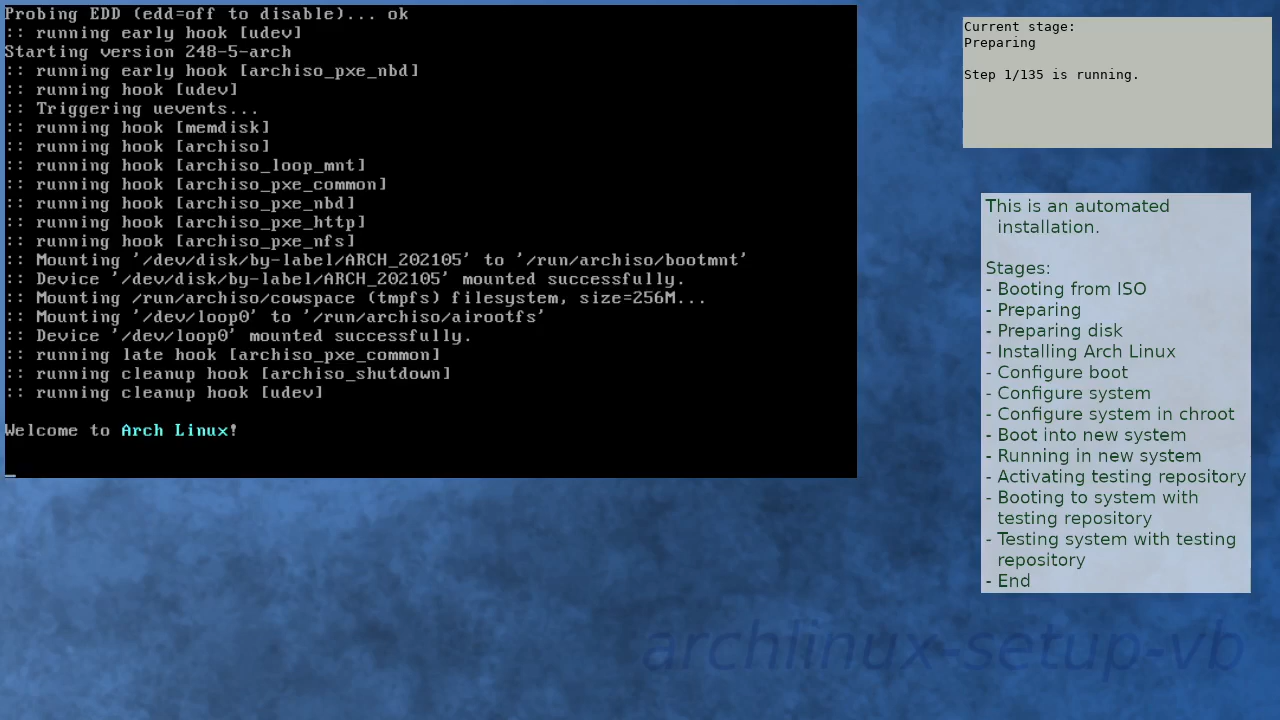 Probing EDD (edd=off to disable)... ok
:: running early hook [udev]
Starting version 248-5-arch
:: running early hook [archiso_pxe_nbd]
:: running hook [udev]
:: Triggering uevents...
:: running hook [memdisk]
:: running hook [archiso]
:: running hook [archiso_loop_mnt]
:: running hook [archiso_pxe_common]
:: running hook [archiso_pxe_nbd]
:: running hook [archiso_pxe_http]
:: running hook [archiso_pxe_nfs]
:: Mounting '/dev/disk/by-label/ARCH_202105' to '/run/archiso/bootmnt'
:: Device '/dev/disk/by-label/ARCH_202105' mounted successfully.
:: Mounting /run/archiso/cowspace (tmpfs) filesystem, size=256M...
:: Mounting '/dev/loop0' to '/run/archiso/airootfs'
:: Device '/dev/loop0' mounted successfully.
:: running late hook [archiso_pxe_common]
:: running cleanup hook [archiso_shutdown]
:: running cleanup hook [udev]
Welcome to Arch Linux!
_
Current stage:
Preparing
Step 1/135 is running.
This is an automated
installation.
Stages:
- Booting from ISO
- Preparing
- Preparing disk
- Installing Arch Linux
- Configure boot
- Configure system
- Configure system in chroot
- Boot into new system
- Running in new system
- Activating testing repository
- Booting to system with
testing repository
- Testing system with testing
repository
- End
archlinux-setup-vb